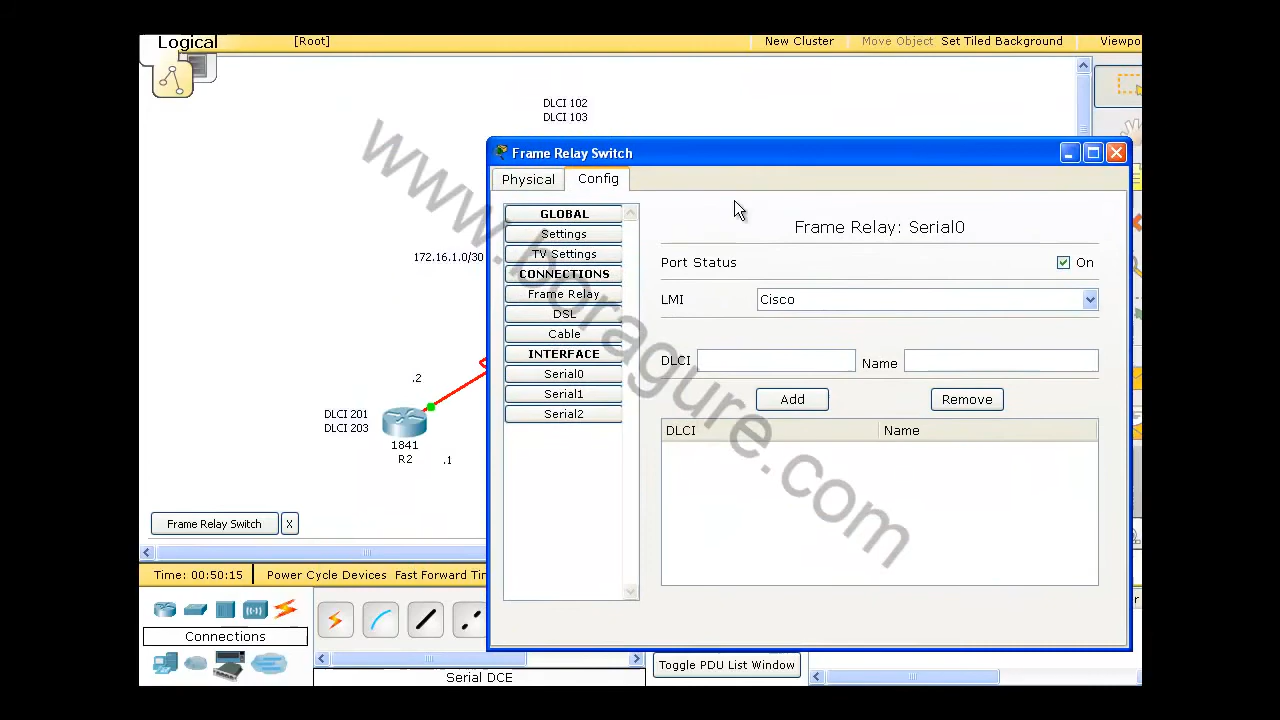 Logical
[Root]
New Cluster
Move Object
Set Tiled Background
Viewpo
DLCI 102
DLCI 103
Frame Relay Switch
Physical
Config
GLOBAL
Settings
TV Settings
CONNECTIONS
Frame Relay
DSL
Cable
INTERFACE
Serial0
Serial1
Serial2
Frame Relay: Serial0
Port Status
On
LMI
Cisco
DLCI
Name
Add
Remove
DLCI
Name
172.16.1.0/30
.2
DLCI 201
DLCI 203
1841
R2
.1
www.boragure.com
Frame Relay Switch
X
Time: 00:50:15
Power Cycle Devices
Fast Forward Tim
Connections
Serial DCE
Toggle PDU List Window